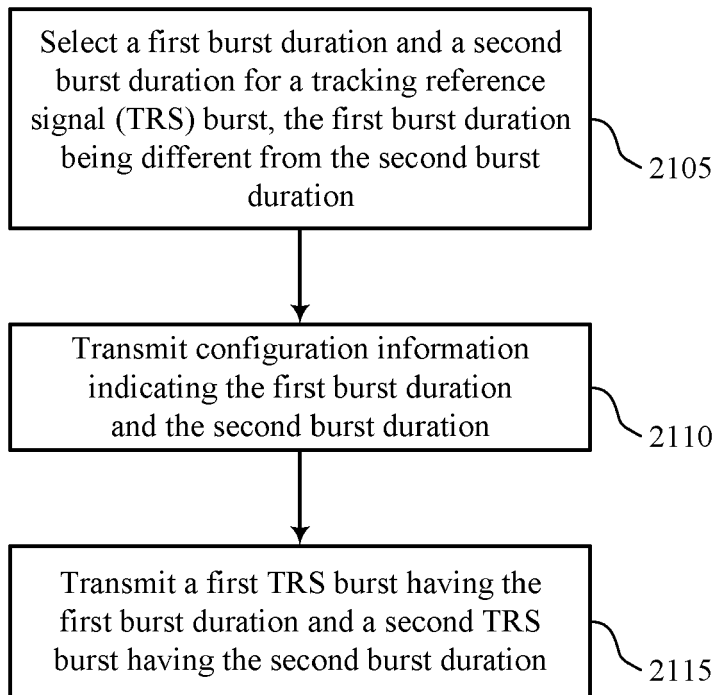 Select a first burst duration and a second
burst duration for a tracking reference
signal (TRS) burst, the first burst duration
being different from the second burst
duration
2105
Transmit configuration information
indicating the first burst duration
and the second burst duration
2110
Transmit a first TRS burst having the
first burst duration and a second TRS
burst having the second burst duration
2115